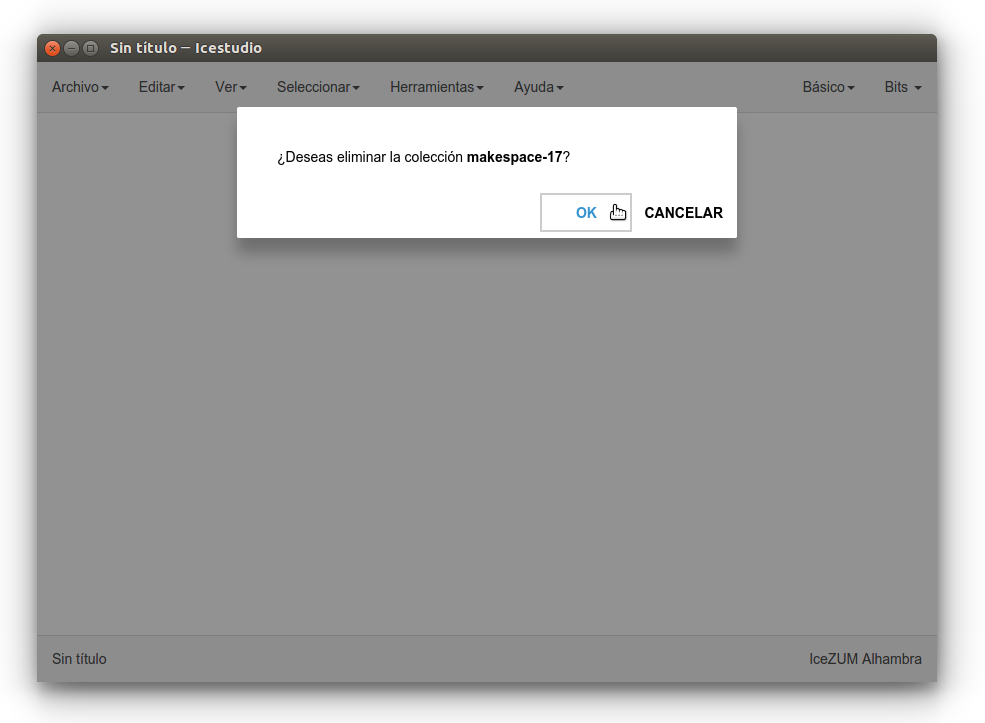 Sin título – Icestudio
Archivo Editar Ver Seleccionar Herramientas Ayuda Básico Bits
¿Deseas eliminar la colección makespace-17?
OK CANCELAR
Sin título IceZUM Alhambra